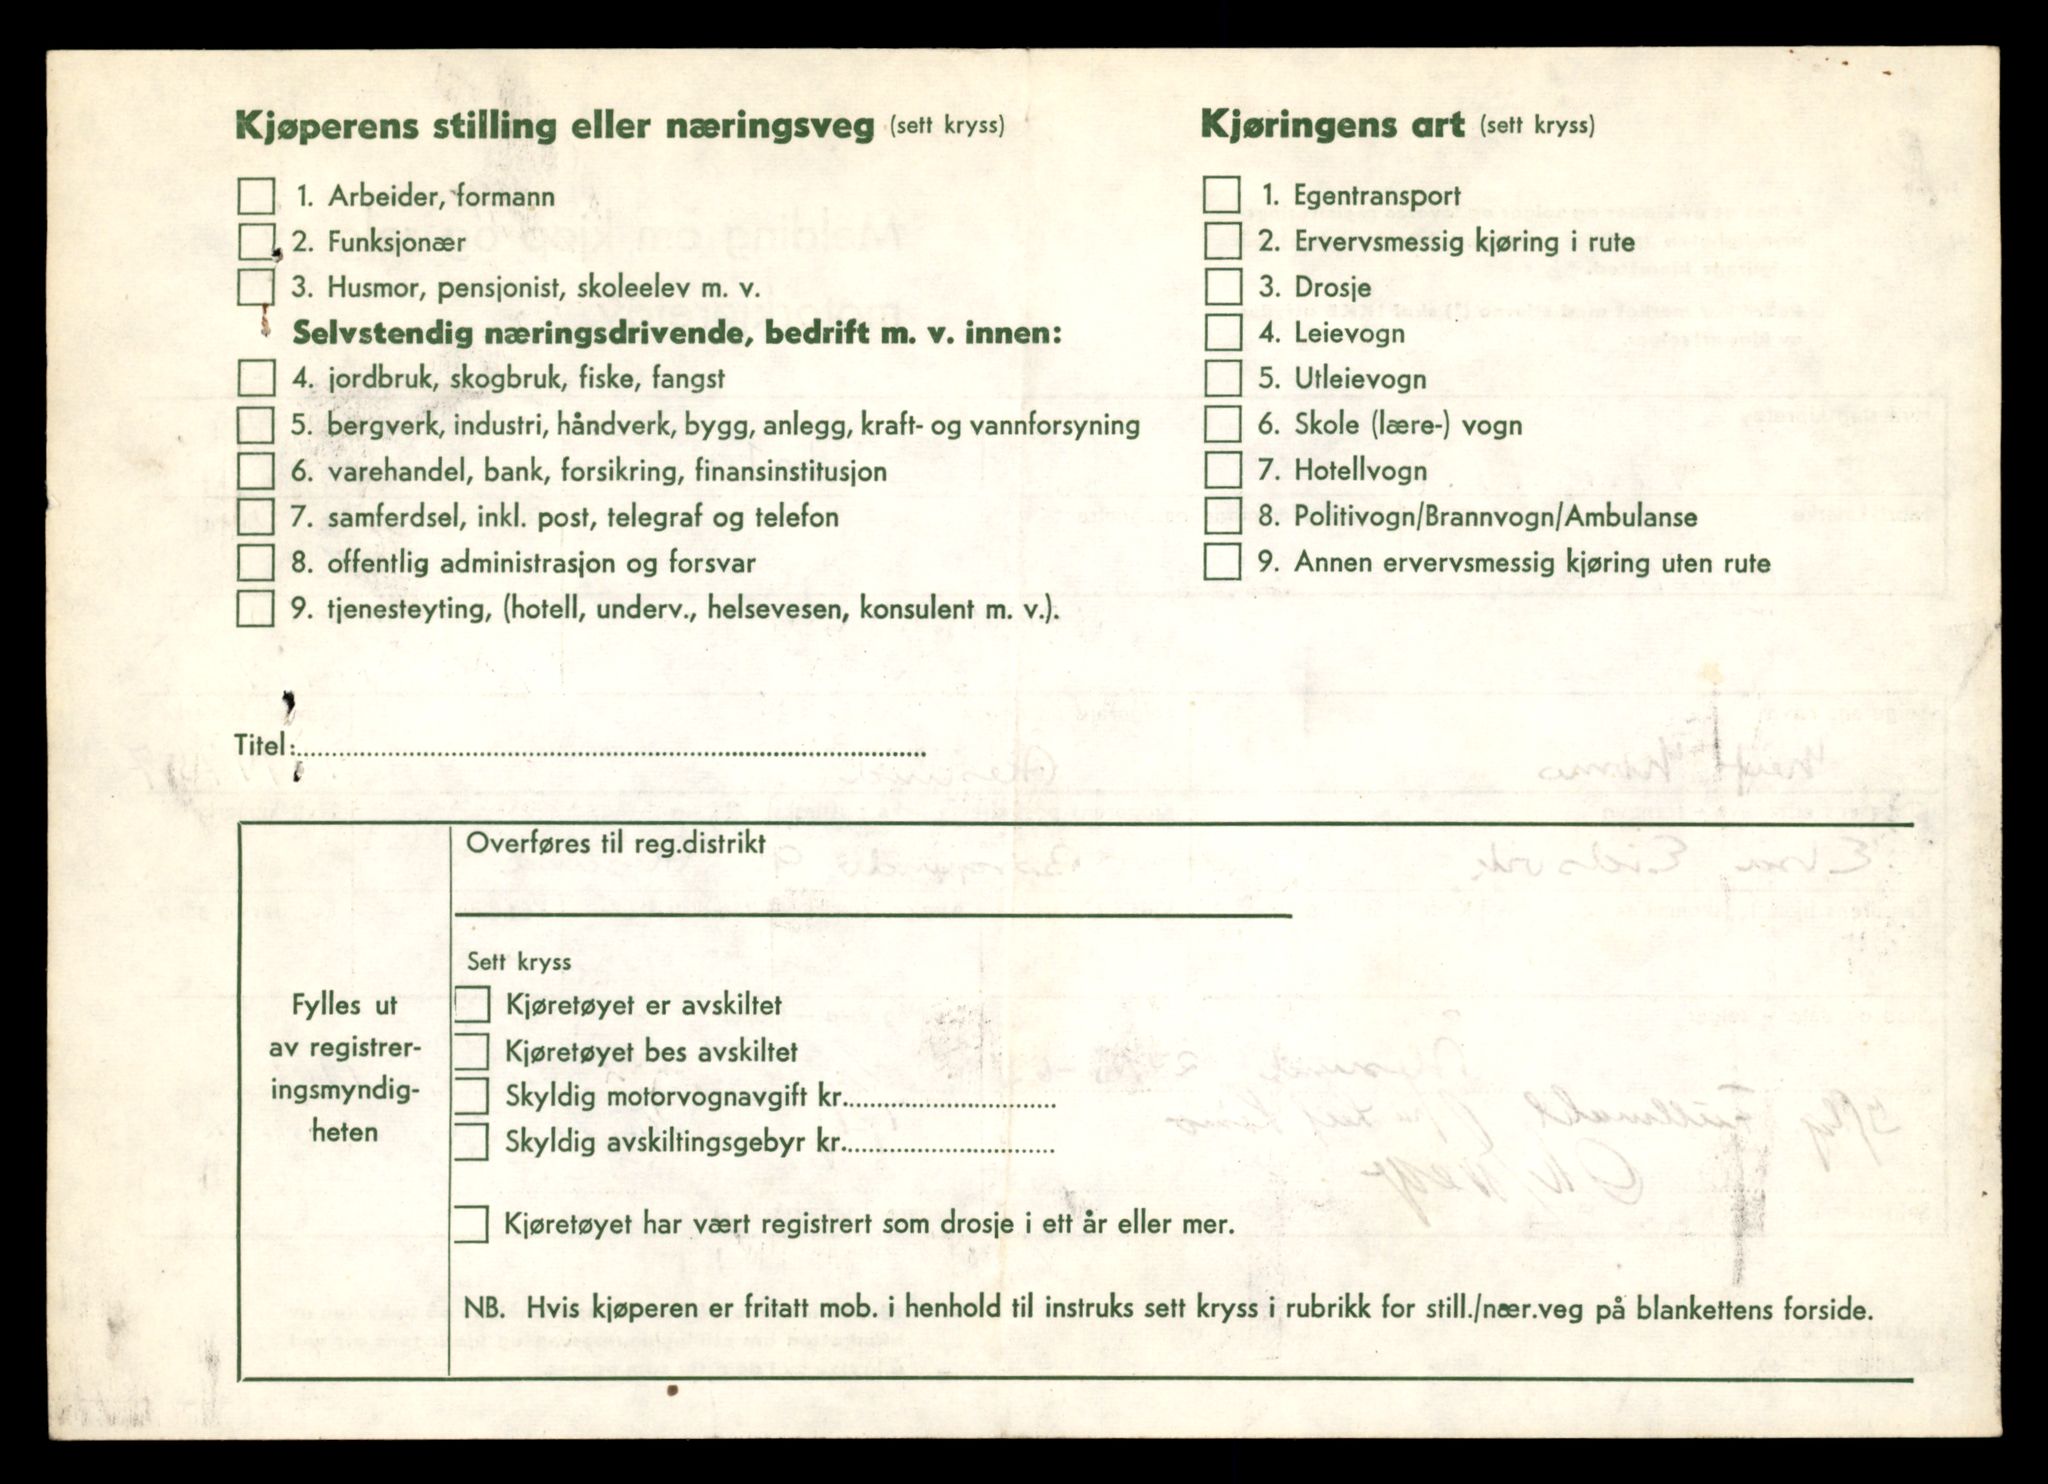 Kjøperens stilling eller næringsveg (sett kryss)
1. Arbeider, formann
2. Funksjonær
3. Husmor, pensjonist, skoleelev m. v.
Selvstendig næringsdrivende, bedrift m. v. innen:
4. jordbruk, skogbruk, fiske, fangst
5. bergverk, industri, håndverk, bygg, anlegg, kraft- og vannforsyning
6. varehandel, bank, forsikring, finansinstitusjon
7. samferdsel, inkl. post, telegraf og telefon
8. offentlig administrasjon og forsvar
9. tjenesteyting, (hotell, underv., helsevesen, konsulent m. v.).
Kjøringens art (sett kryss)
1. Egentransport
2. Ervervsmessig kjøring i rute
3. Drosje
4. Leievogn
5. Utleievogn
6. Skole (lære-) vogn
7. Hotellvogn
8. Politivogn/Brannvogn/Ambulanse
9. Annen ervervsmessig kjøring uten rute
Titel:
Fylles ut
av registrer-
ingsmyndig-
heten
Overføres til reg.distrikt
Sett kryss
Kjøretøyet er avskiltet
Kjøretøyet bes avskiltet
Skyldig motorvognavgift kr.
Skyldig avskiltingsgebyr kr.
Kjøretøyet har vært registrert som drosje i ett år eller mer.
NB. Hvis kjøperen er fritatt mob. i henhold til instruks sett kryss i rubrikk for still./nær.veg på blankettens forside.